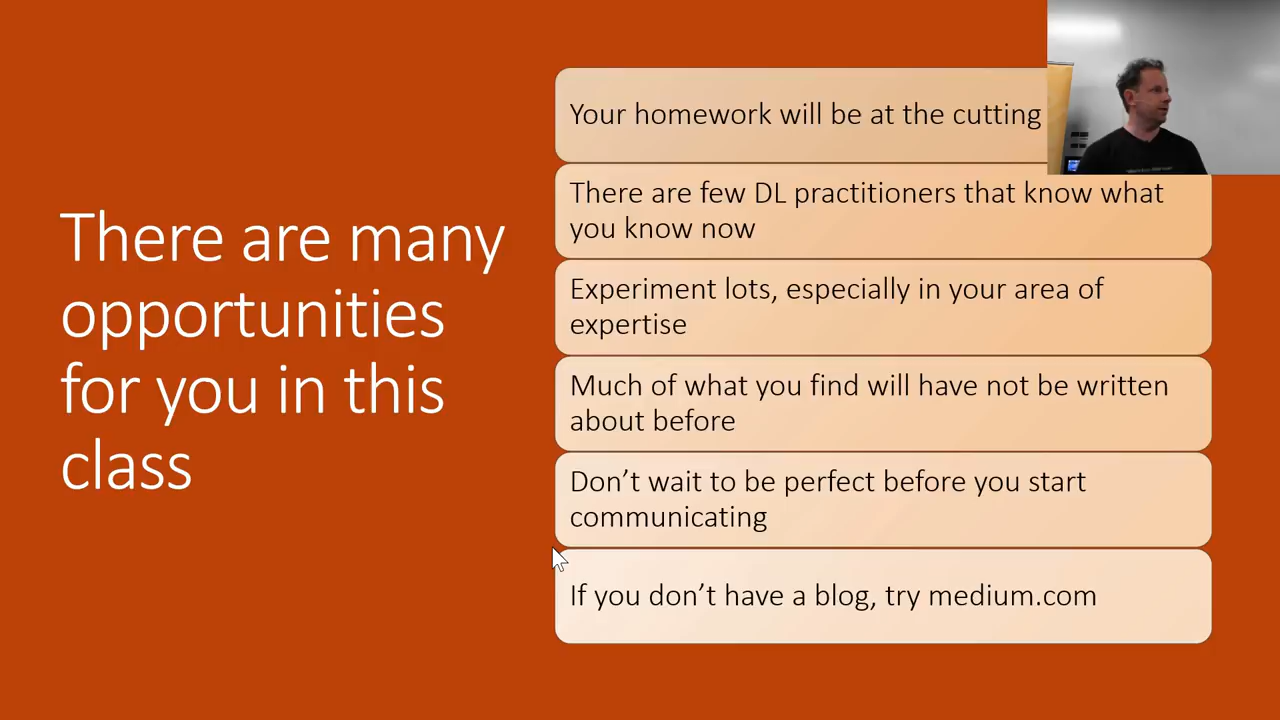 There are many
opportunities
for you in this
class
Your homework will be at the cutting
There are few DL practitioners that know what
you know now
Experiment lots, especially in your area of
expertise
Much of what you find will have not be written
about before
Don’t wait to be perfect before you start
communicating
If you don’t have a blog, try medium.com